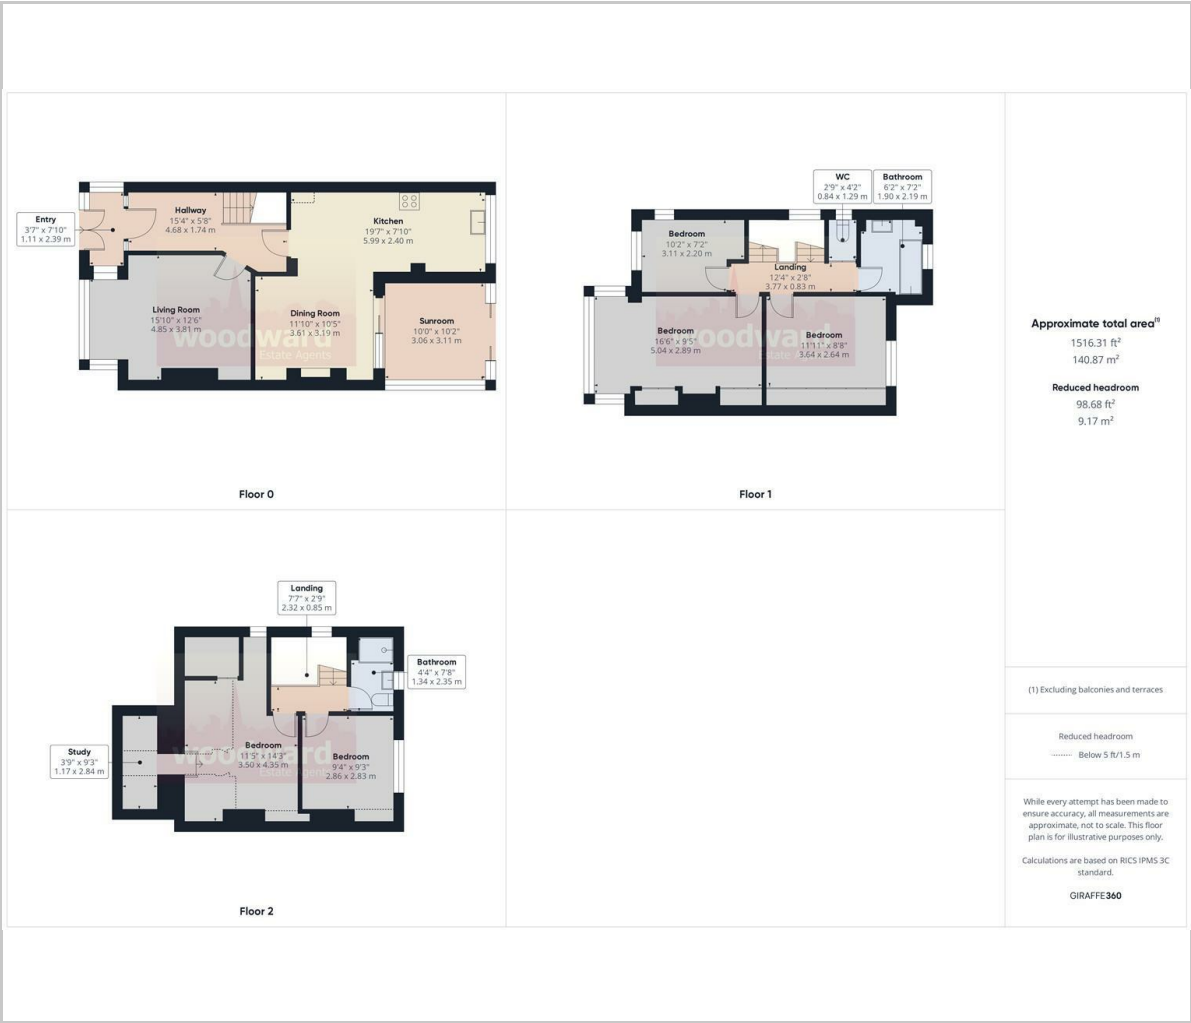 Entry
3'7" x 7'10"
1.11 x 2.39 m
Hallway
15'4" x 5'8"
4.68 x 1.74 m
Kitchen
19'7" x 7'10"
5.99 x 2.40 m
Living Room
15'10" x 12'6"
4.85 x 3.81 m
Dining Room
11'10" x 10'5"
3.61 x 3.19 m
Sunroom
10'0" x 10'2"
3.06 x 3.11 m
woodward
Estate Agents
Floor 0
WC
2'9" x 4'2"
0.84 x 1.29 m
Bathroom
6'2" x 7'2"
1.90 x 2.19 m
Bedroom
10'2" x 7'2"
3.11 x 2.20 m
Landing
12'4" x 2'8"
3.77 x 0.83 m
Bedroom
16'6" x 9'5"
5.04 x 2.89 m
Bedroom
11'11" x 8'8"
3.64 x 2.64 m
woodward
Estate Agents
Floor 1
Landing
7'7" x 2'9"
2.32 x 0.85 m
Bathroom
4'4" x 7'8"
1.34 x 2.35 m
Study
3'9" x 9'3"
1.17 x 2.84 m
Bedroom
11'5" x 14'3"
3.50 x 4.35 m
Bedroom
9'4" x 9'3"
2.86 x 2.83 m
woodward
Estate Agents
Floor 2
Approximate total area(1)
1516.31 ft²
140.87 m²
Reduced headroom
98.68 ft²
9.17 m²
(1) Excluding balconies and terraces
Reduced headroom
Below 5 ft/1.5 m
While every attempt has been made to
ensure accuracy, all measurements are
approximate, not to scale. This floor
plan is for illustrative purposes only.
Calculations are based on RICS IPMS 3C
standard.
GIRAFFE360